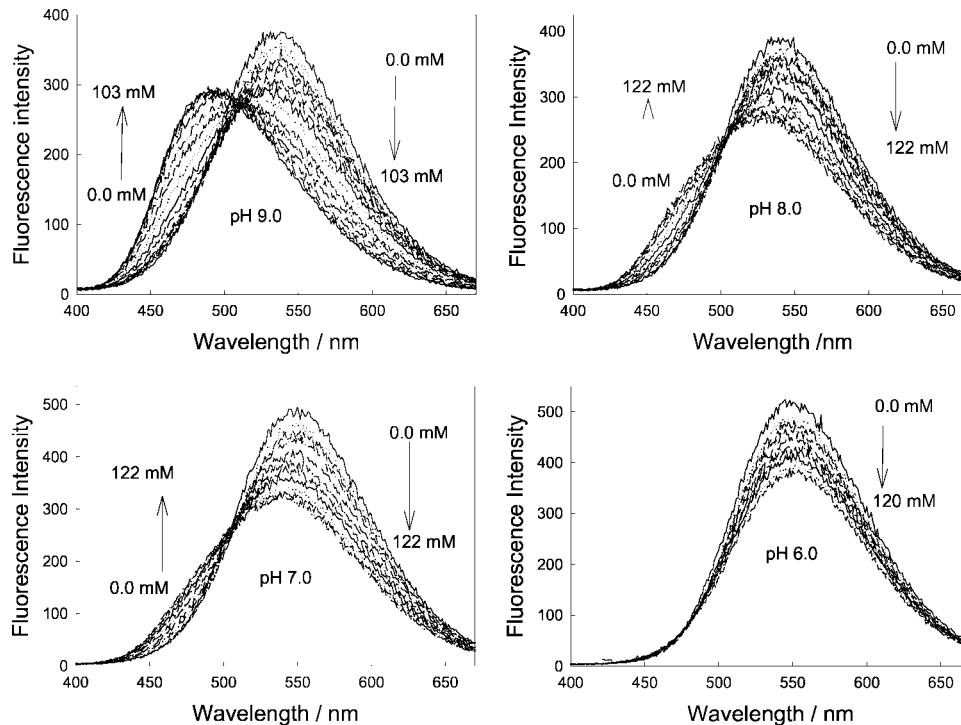 Fluorescence intensity
400
300
200
100
0
103 mM
0.0 mM
0.0 mM
103 mM
pH 9.0
400 450 500 550 600 650
Wavelength / nm
Fluorescence Intensity
400
300
200
100
0
122 mM
0.0 mM
0.0 mM
122 mM
pH 8.0
400 450 500 550 600 650
Wavelength /nm
Fluorescence Intensity
500
400
300
200
100
0
122 mM
0.0 mM
0.0 mM
122 mM
pH 7.0
400 450 500 550 600 650
Wavelength / nm
Fluorescence Intensity
500
400
300
200
100
0
0.0 mM
120 mM
pH 6.0
400 450 500 550 600 650
Wavelength / nm